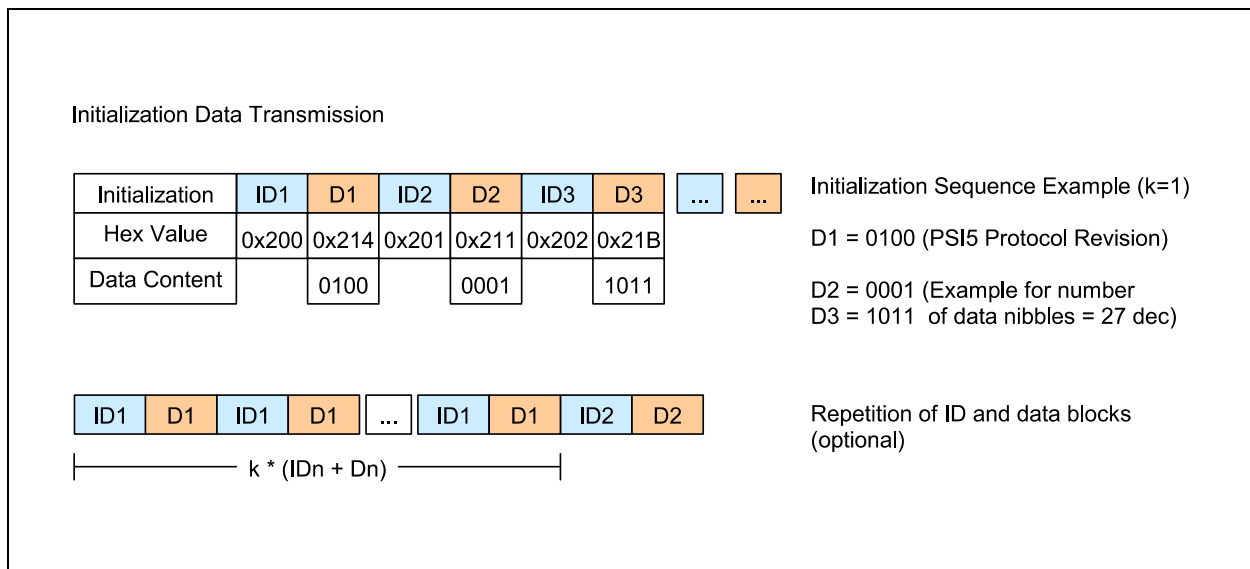 Initialization Data Transmission
Initialization ID1 D1 ID2 D2 ID3 D3 ... ...
Hex Value 0x200 0x214 0x201 0x211 0x202 0x21B
Data Content 0100 0001 1011
Initialization Sequence Example (k=1)
D1 = 0100 (PSI5 Protocol Revision)
D2 = 0001 (Example for number
D3 = 1011 of data nibbles = 27 dec)
ID1 D1 ID1 D1 ... ID1 D1 ID2 D2
k * (IDn + Dn)
Repetition of ID and data blocks
(optional)